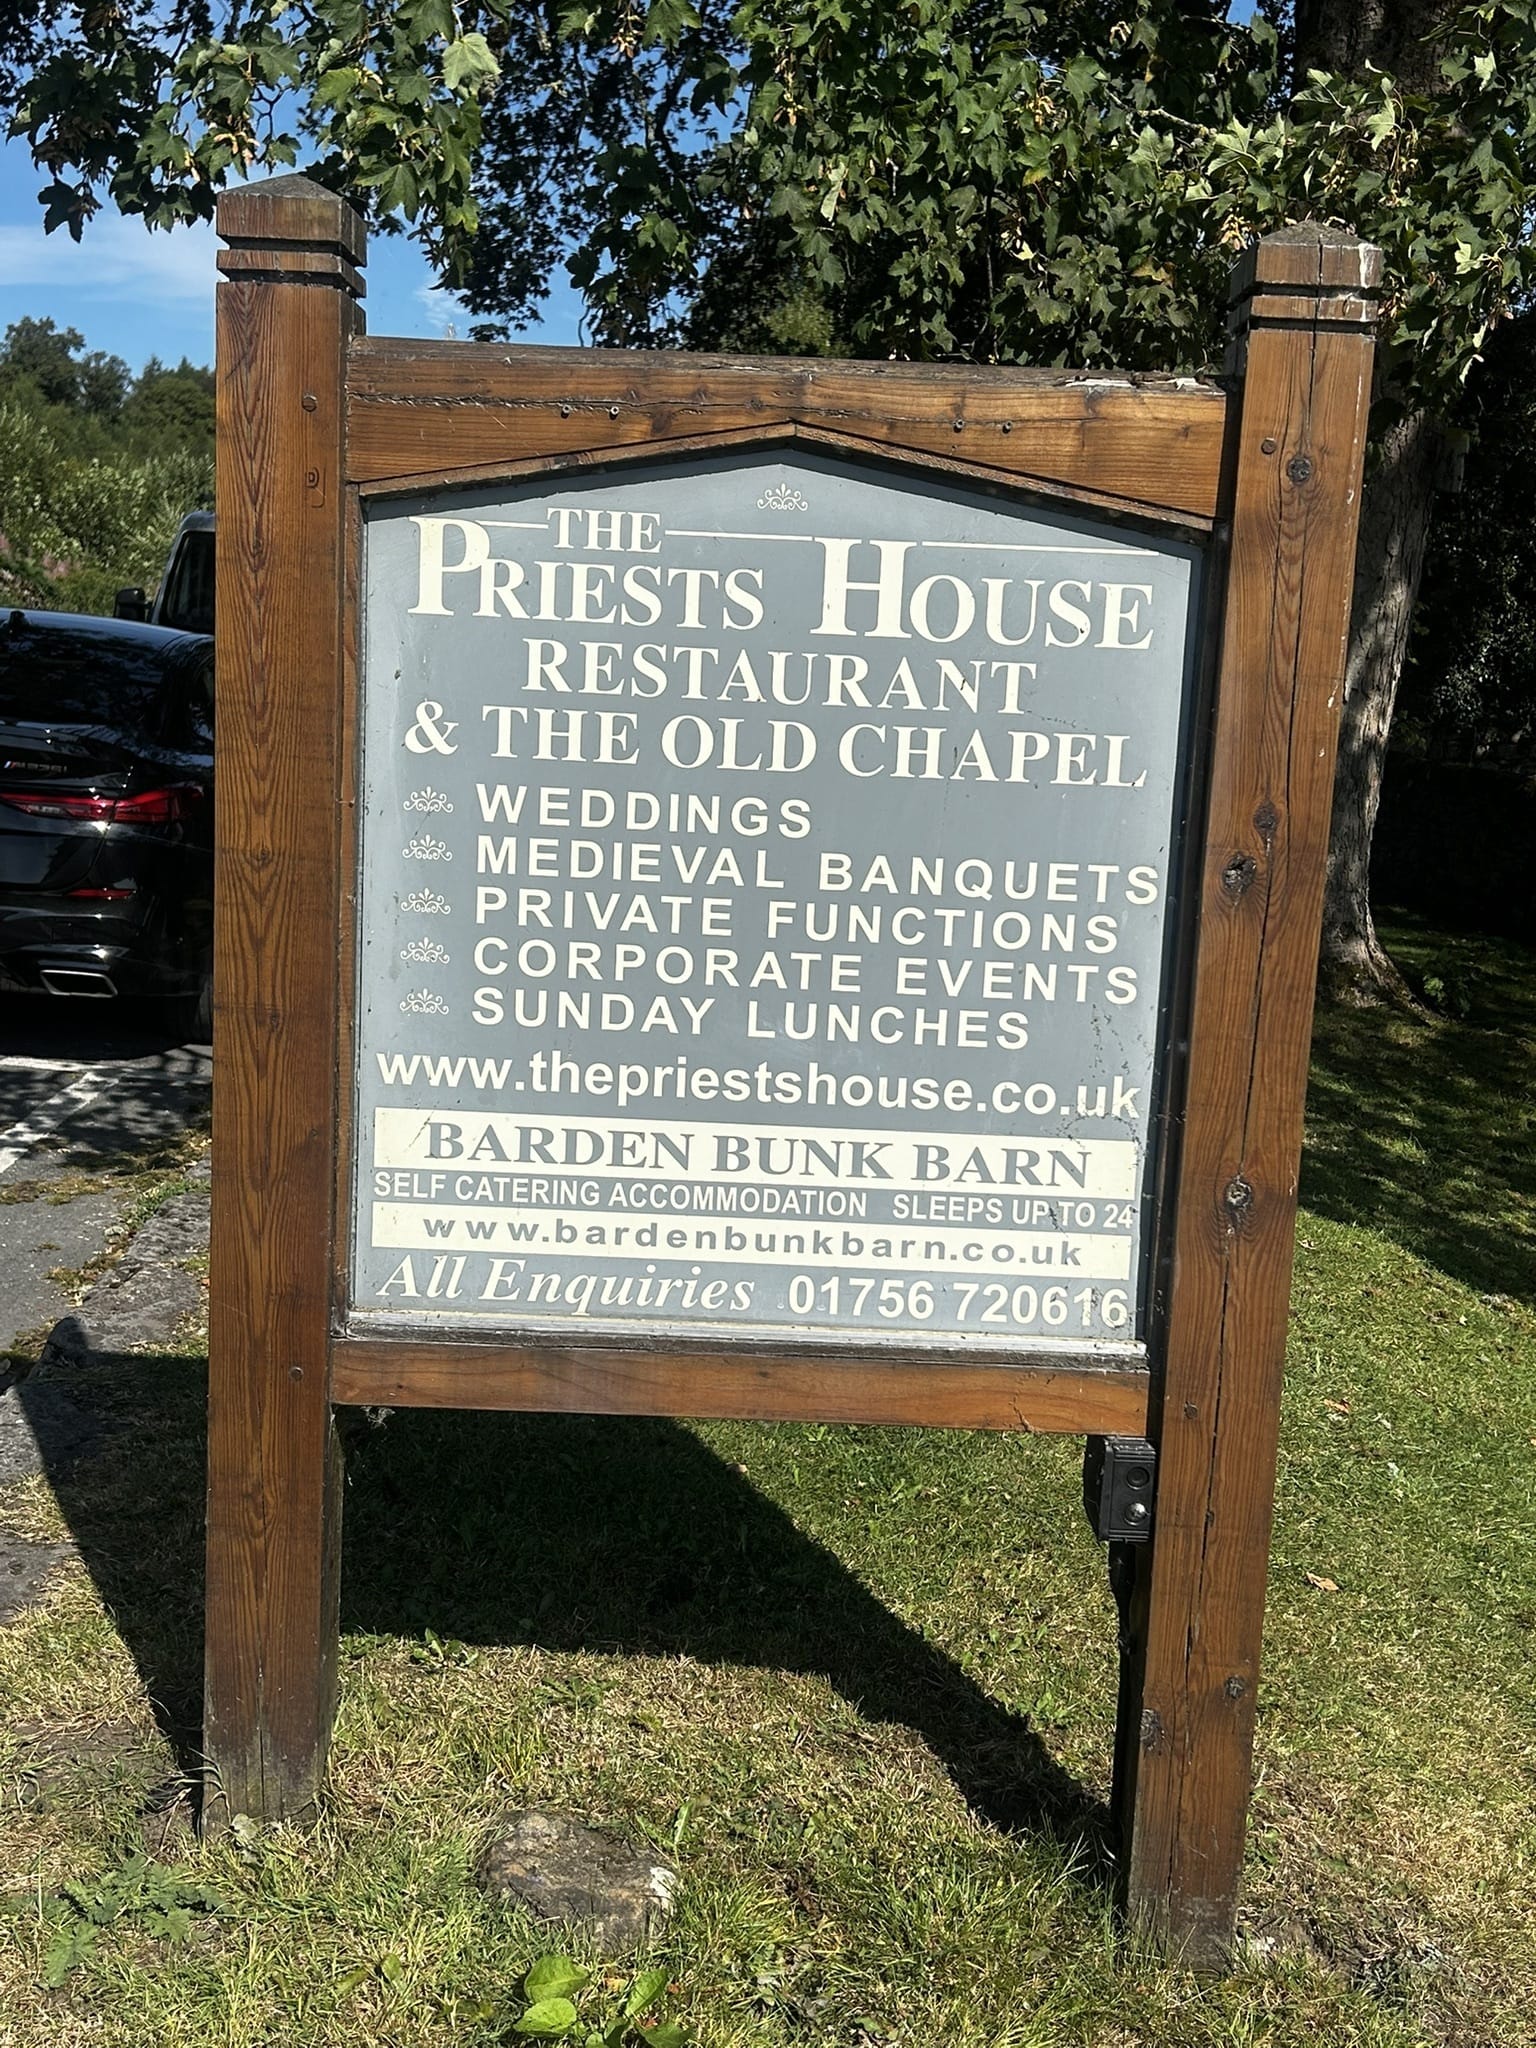 THE
PRIESTS HOUSE
RESTAURANT
& THE OLD CHAPEL
WEDDINGS
MEDIEVAL BANQUETS
PRIVATE FUNCTIONS
CORPORATE EVENTS
SUNDAY LUNCHES
www.thepriestshouse.co.uk
BARDEN BUNK BARN
SELF CATERING ACCOMMODATION SLEEPS UP TO 24
www.bardenbunkbarn.co.uk
All Enquiries 01756 720616